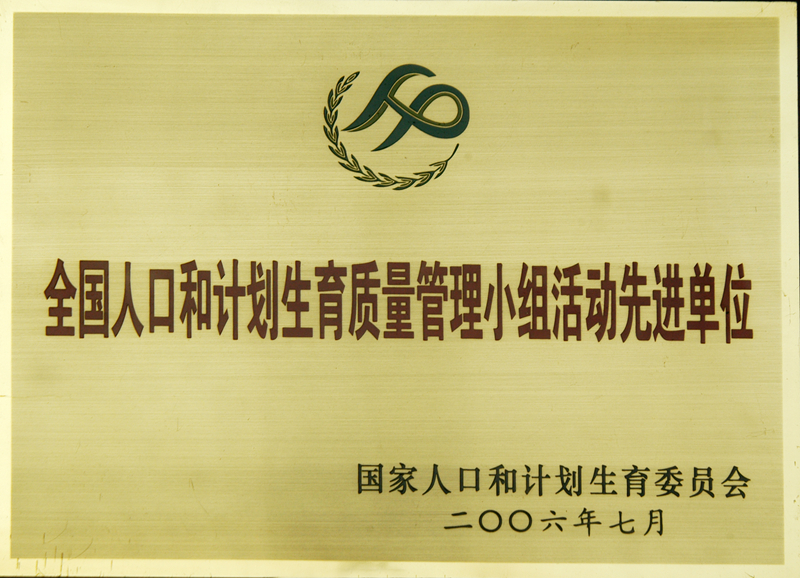 全国人口和计划生育质量管理小组活动先进单位
国家人口和计划生育委员会
二〇〇六年七月